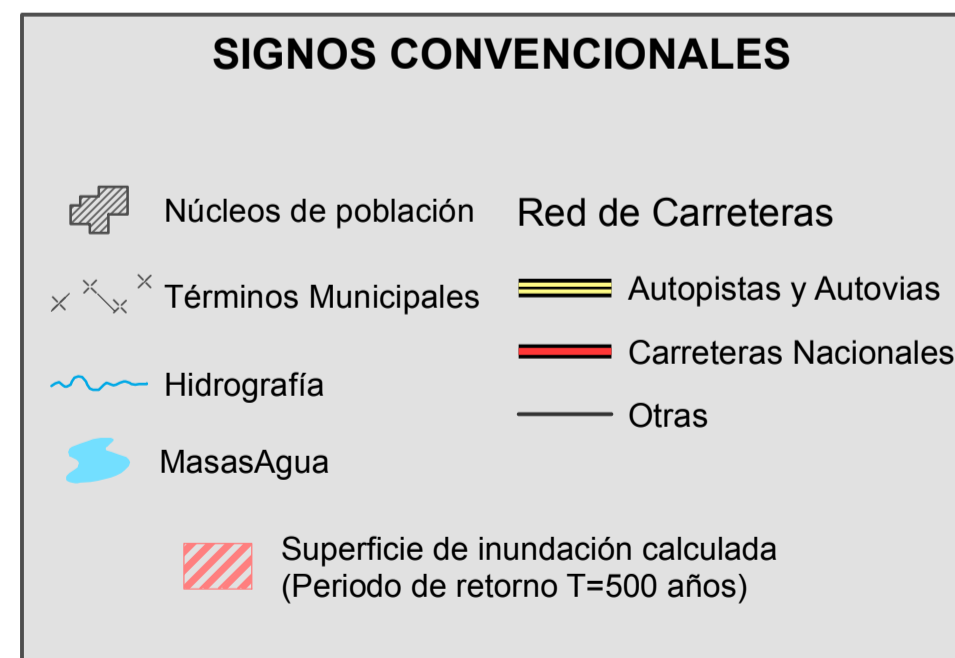 SIGNOS CONVENCIONALES
Núcleos de población
Términos Municipales
Hidrografía
MasasAgua
Red de Carreteras
Autopistas y Autovias
Carreteras Nacionales
Otras
Superficie de inundación calculada
(Periodo de retorno T=500 años)